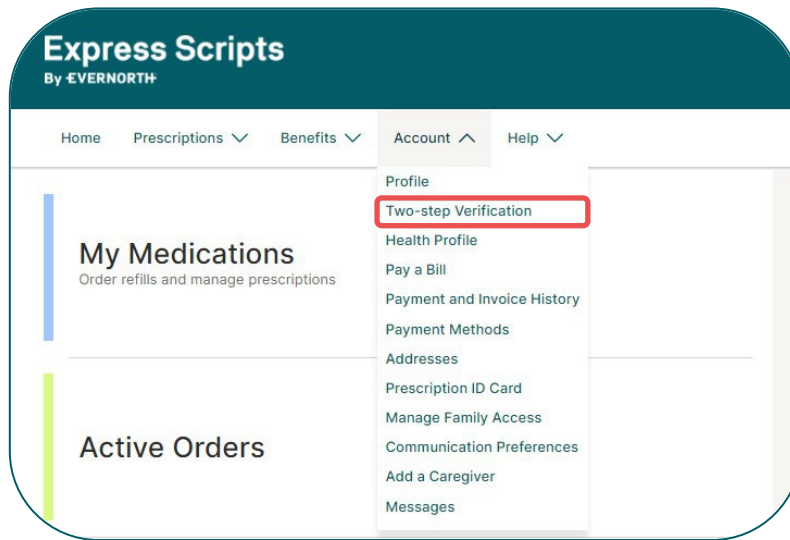 Express Scripts
By EVERNORTH
Home Prescriptions Benefits Account Help
Profile
Two-step Verification
Health Profile
Pay a Bill
Payment and Invoice History
Payment Methods
Addresses
Prescription ID Card
Manage Family Access
Communication Preferences
Add a Caregiver
Messages
My Medications
Order refills and manage prescriptions
Active Orders